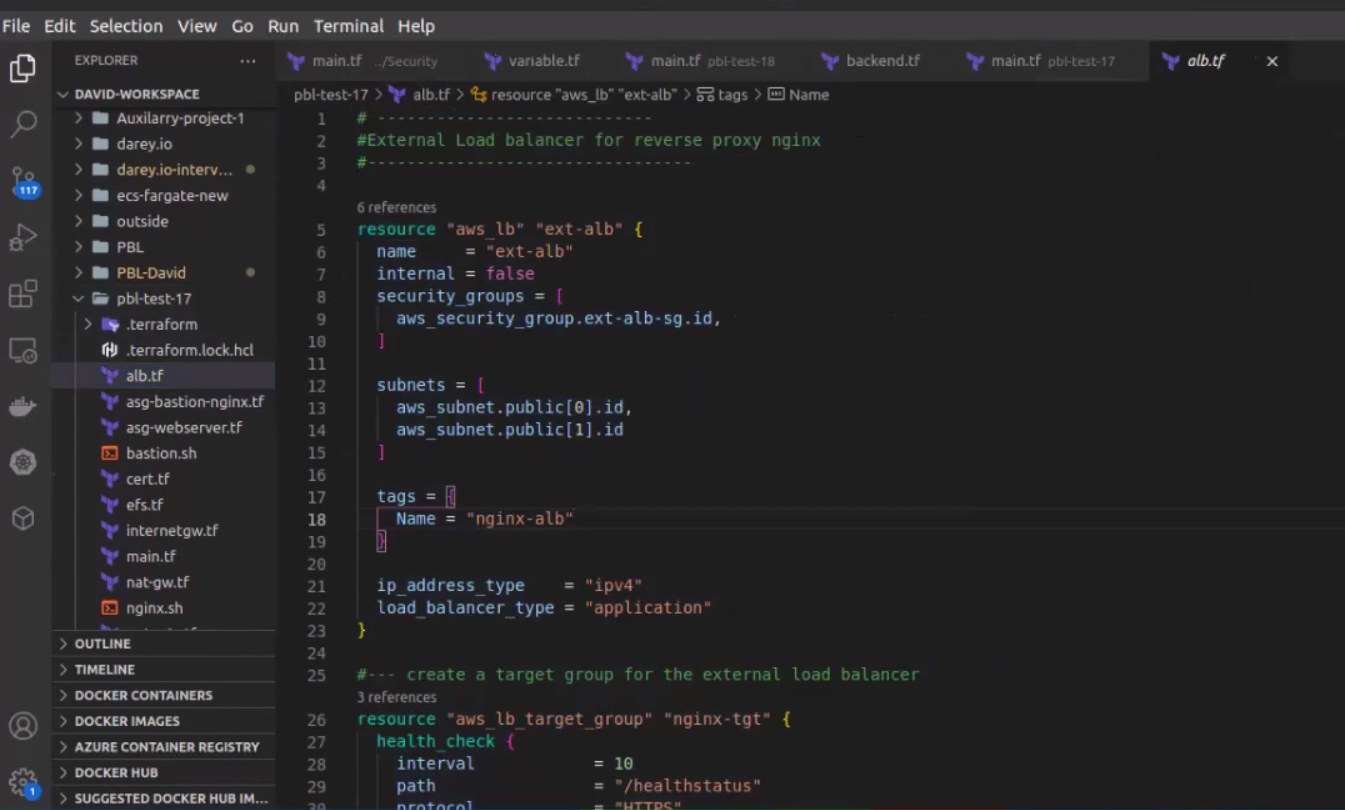 File Edit Selection View Go Run Terminal Help
EXPLORER ...
main.tf ../Security variable.tf main.tf pbl-test-18 backend.tf main.tf pbl-test-17 alb.tf
DAVID-WORKSPACE
Auxilarry-project-1
darey.io
darey.io-interv...
ecs-fargate-new
outside
PBL
PBL-David
pbl-test-17
.terraform
.terraform.lock.hcl
alb.tf
asg-bastion-nginx.tf
asg-webserver.tf
bastion.sh
cert.tf
efs.tf
internetgw.tf
main.tf
nat-gw.tf
nginx.sh
OUTLINE
TIMELINE
DOCKER CONTAINERS
DOCKER IMAGES
AZURE CONTAINER REGISTRY
DOCKER HUB
SUGGESTED DOCKER HUB IM...
117
1
pbl-test-17 > alb.tf > resource "aws_lb" "ext-alb" > tags > Name
1 # ----------------------------
2 #External Load balancer for reverse proxy nginx
3 #---------------------------------
4
6 references
5 resource "aws_lb" "ext-alb" {
6 name = "ext-alb"
7 internal = false
8 security_groups = [
9 aws_security_group.ext-alb-sg.id,
10 ]
11
12 subnets = [
13 aws_subnet.public[0].id,
14 aws_subnet.public[1].id
15 ]
16
17 tags = {
18 Name = "nginx-alb"
19 }
20
21 ip_address_type = "ipv4"
22 load_balancer_type = "application"
23 }
24
25 #--- create a target group for the external load balancer
3 references
26 resource "aws_lb_target_group" "nginx-tgt" {
27 health_check {
28 interval = 10
29 path = "/healthstatus"
30 protocol = "HTTPS"